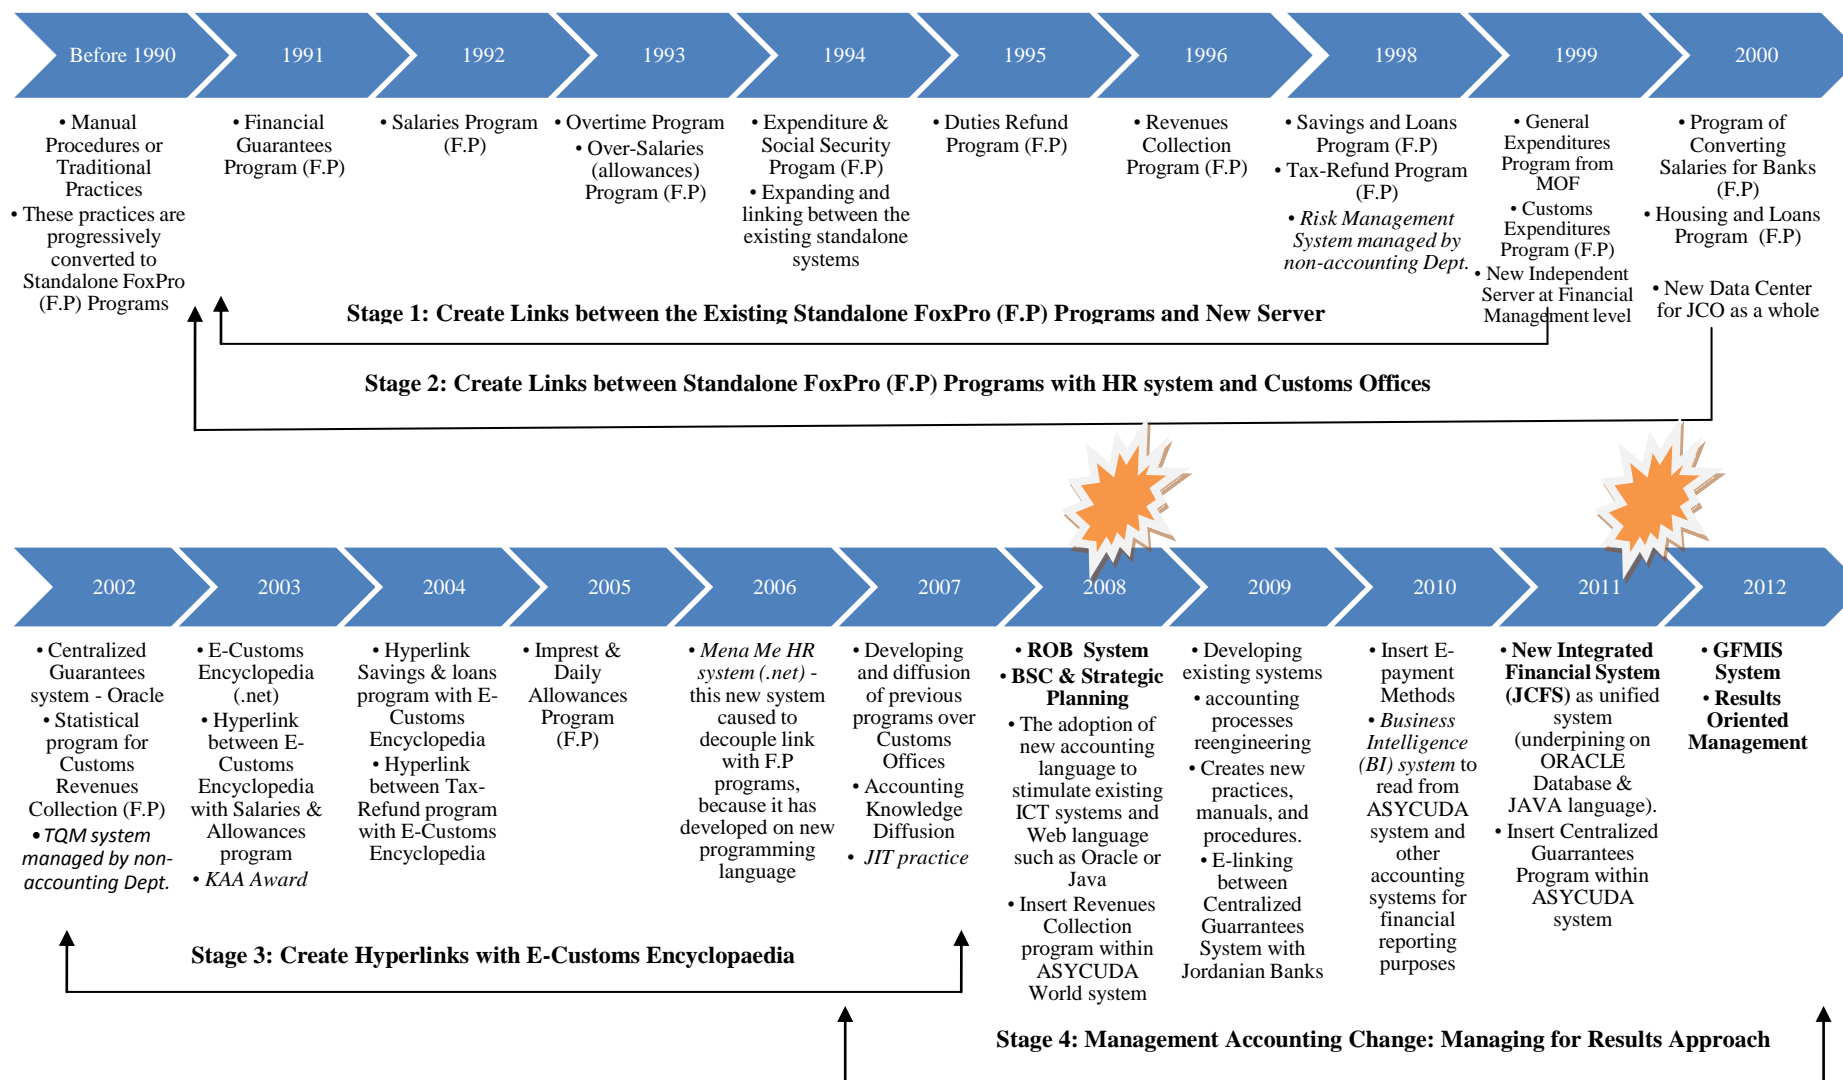 Before 1990
1991
1992
1993
1994
1995
1996
1998
1999
2000
• Manual
Procedures or
Traditional
Practices
• These practices are
progressively
converted to
Standalone FoxPro
(F.P) Programs
• Financial
Guarantees
Program (F.P)
• Salaries Program
(F.P)
• Overtime Program
• Over-Salaries
(allowances)
Program (F.P)
• Expenditure &
Social Security
Progam (F.P)
• Expanding and
linking between the
existing standalone
systems
• Duties Refund
Program (F.P)
• Revenues
Collection
Program (F.P)
• Savings and Loans
Program (F.P)
• Tax-Refund Program
(F.P)
• Risk Management
System managed by
non-accounting Dept.
• General
Expenditures
Program from
MOF
• Customs
Expenditures
Program (F.P)
• New Independent
Server at Financial
Management level
• Program of
Converting
Salaries for Banks
(F.P)
• Housing and Loans
Program (F.P)
• New Data Center
for JCO as a whole
Stage 1: Create Links between the Existing Standalone FoxPro (F.P) Programs and New Server
Stage 2: Create Links between Standalone FoxPro (F.P) Programs with HR system and Customs Offices
2002
2003
2004
2005
2006
2007
2008
2009
2010
2011
2012
• Centralized
Guarantees
system - Oracle
• Statistical
program for
Customs
Revenues
Collection (F.P)
• TQM system
managed by non-
accounting Dept.
• E-Customs
Encyclopedia
(.net)
• Hyperlink
between E-
Customs
Encyclopedia
with Salaries &
Allowances
program
• KAA Award
• Hyperlink
Savings & loans
program with E-
Customs
Encyclopedia
• Hyperlink
between Tax-
Refund program
with E-Customs
Encyclopedia
• Imprest &
Daily
Allowances
Program
(F.P)
• Mena Me HR
system (.net) -
this new system
caused to
decouple link
with F.P
programs,
because it has
developed on new
programming
language
• Developing
and diffusion
of previous
programs over
Customs
Offices
• Accounting
Knowledge
Diffusion
• JIT practice
• ROB System
• BSC & Strategic
Planning
• The adoption of
new accounting
language to
stimulate existing
ICT systems and
Web language
such as Oracle or
Java
• Insert Revenues
Collection
program within
ASYCUDA
World system
• Developing
existing systems
• accounting
processes
reengineering
• Creates new
practices,
manuals, and
procedures.
• E-linking
between
Centralized
Guarrantees
System with
Jordanian Banks
• Insert E-
payment
Methods
• Business
Intelligence
(BI) system to
read from
ASYCUDA
system and
other
accounting
systems for
financial
reporting
purposes
• New Integrated
Financial System
(JCFS) as unified
system
(underpining on
ORACLE
Database &
JAVA language).
• Insert Centralized
Guarrantees
Program within
ASYCUDA
system
• GFMIS
System
• Results
Oriented
Management
Stage 3: Create Hyperlinks with E-Customs Encyclopaedia
Stage 4: Management Accounting Change: Managing for Results Approach